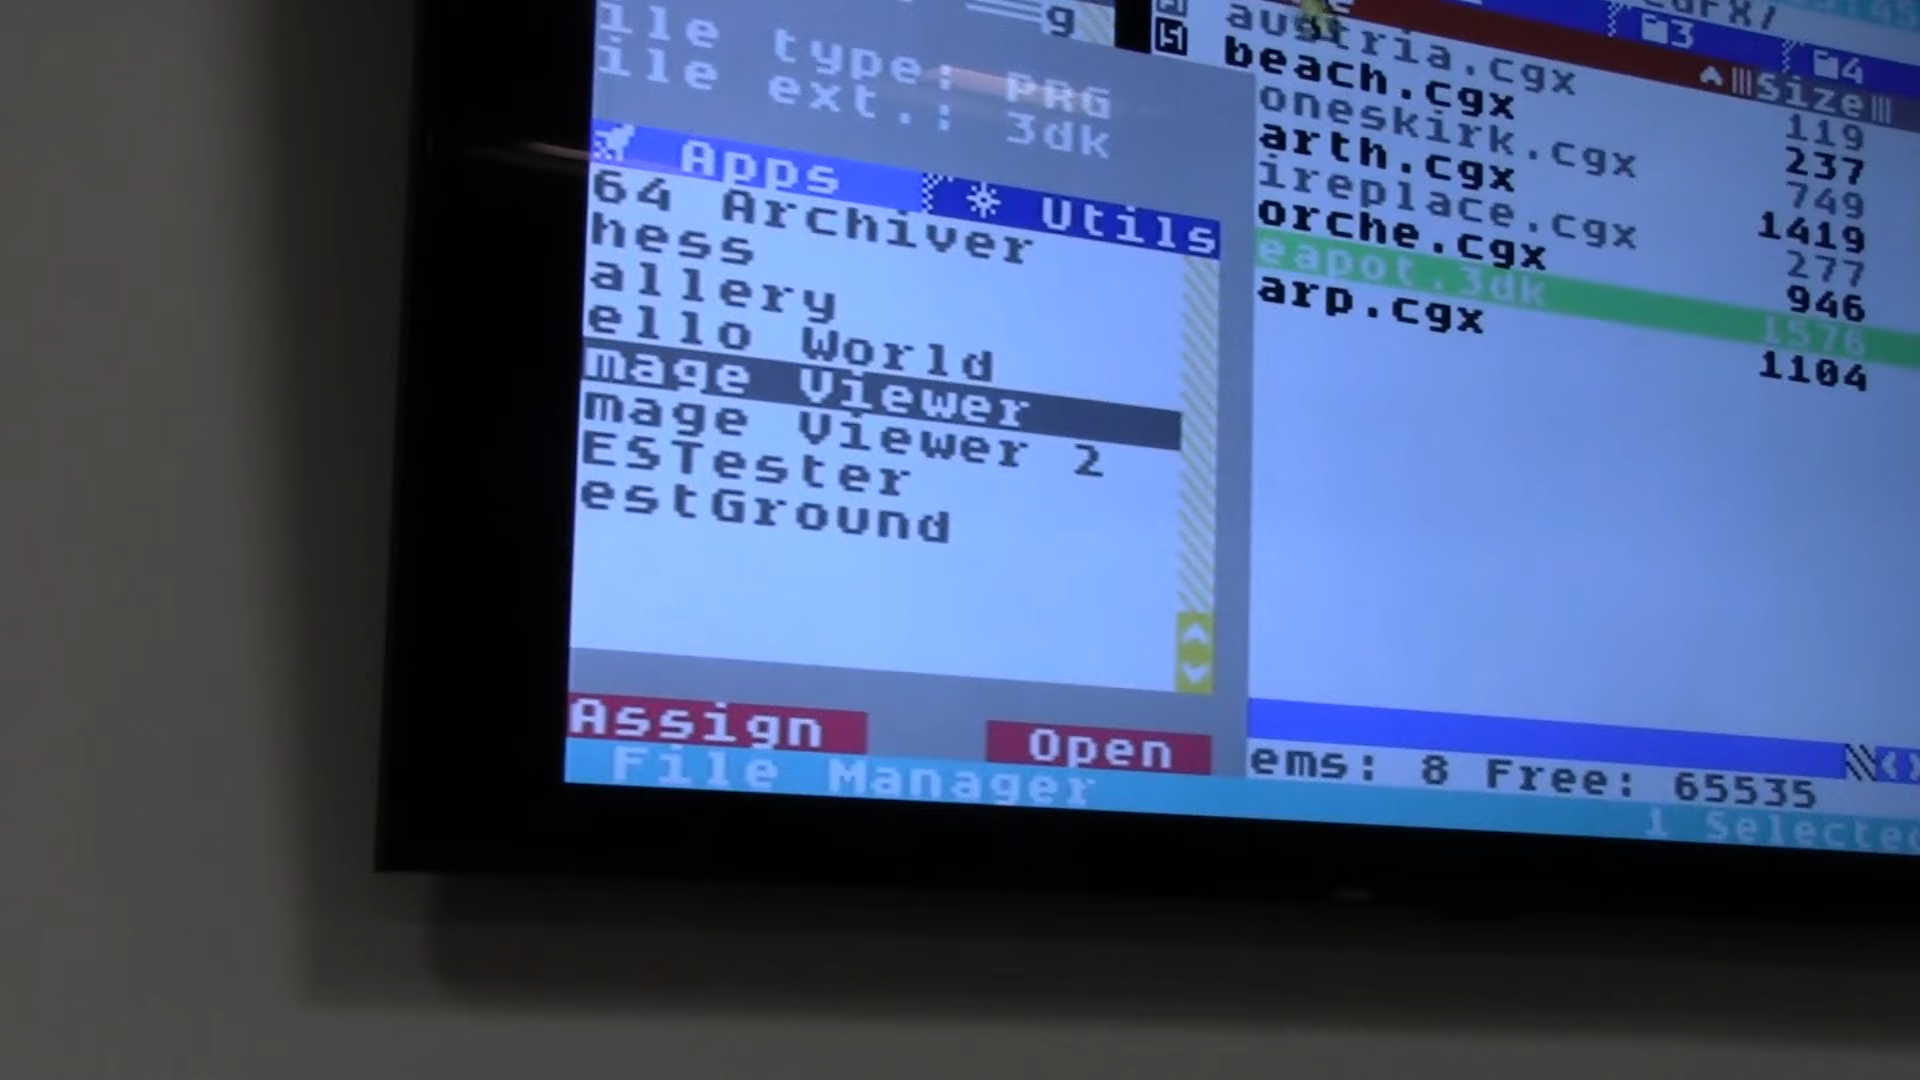 g
ile type: PRG
ile ext.: 3dk
Apps
Utils
64 Archiver
hess
allery
ello World
mage Viewer
mage Viewer 2
ESTester
estGround
Assign
Open
File Manager
3
4
Size
austria.cgx 119
beach.cgx 237
oneskirk.cgx 749
arth.cgx 1419
ireplace.cgx 277
orche.cgx 946
eapot.3dk 1576
arp.cgx 1104
ems: 8 Free: 65535
1 Selected